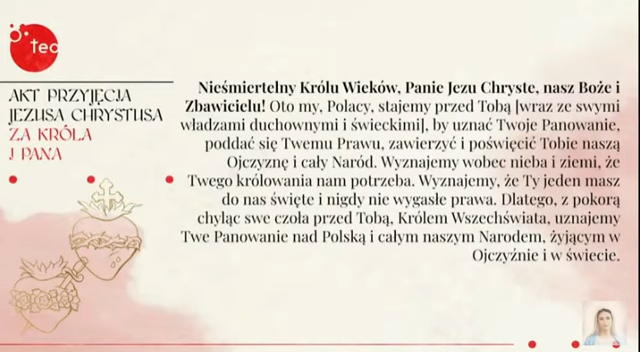 teo
AKT PRZYJĘCIA
JEZUSA CHRYSTUSA
ZA KRÓLA
I PANA
Nieśmiertelny Królu Wieków, Panie Jezu Chryste, nasz Boże i
Zbawicielu! Oto my, Polacy, stajemy przed Tobą [wraz ze swymi
władzami duchownymi i świeckimi], by uznać Twoje Panowanie,
poddać się Twemu Prawu, zawierzyć i poświęcić Tobie naszą
Ojczyznę i cały Naród. Wyznajemy wobec nieba i ziemi, że
Twego królowania nam potrzeba. Wyznajemy, że Ty jeden masz
do nas święte i nigdy nie wygasłe prawa. Dlatego, z pokorą
chyląc swe czoła przed Tobą, Królem Wszechświata, uznajemy
Twe Panowanie nad Polską i całym naszym Narodem, żyjącym w
Ojczyźnie i w świecie.